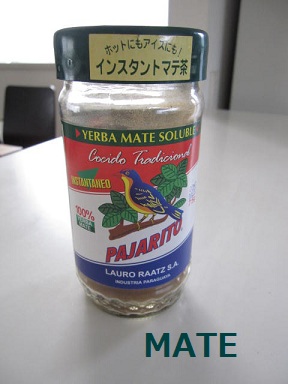 ホットにもアイスにも!
インスタントマテ茶
YERBA MATE SOLUBLE
Cocido Tradicional
INSTANTANEO
100%
PAJARITO
LAURO RAATZ S.A.
INDUSTRIA PARAGUAYA
MATE